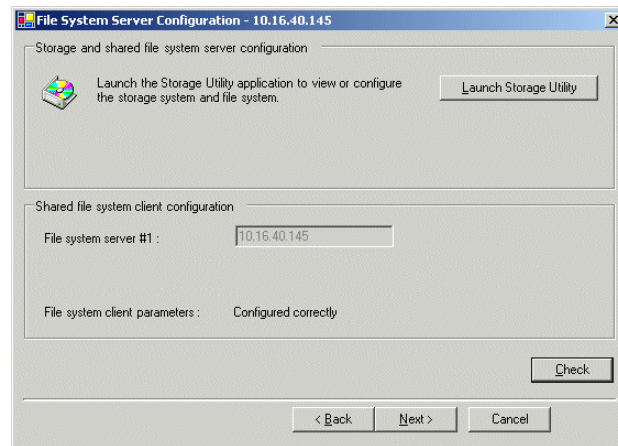 File System Server Configuration - 10.16.40.145
Storage and shared file system server configuration
Launch the Storage Utility application to view or configure
the storage system and file system.
Launch Storage Utility
Shared file system client configuration
File system server #1 :
10.16.40.145
File system client parameters :
Configured correctly
Check
< Back
Next >
Cancel